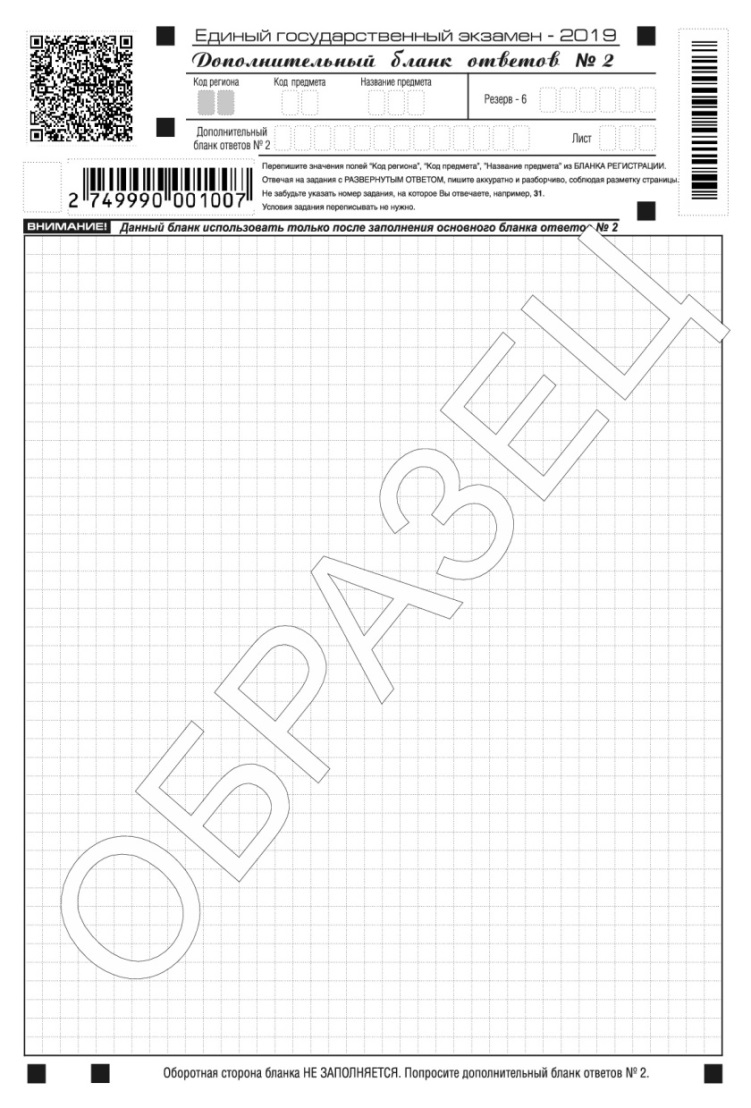 Единый государственный экзамен - 2019
Дополнительный бланк ответов № 2
Код региона Код предмета Название предмета
Резерв - 6
Дополнительный
бланк ответов № 2
Лист
Перепишите значения полей "Код региона", "Код предмета", "Название предмета" из БЛАНКА РЕГИСТРАЦИИ.
Отвечая на задания с РАЗВЕРНУТЫМ ОТВЕТОМ, пишите аккуратно и разборчиво, соблюдая разметку страницы.
Не забудьте указать номер задания, на которое Вы отвечаете, например, 31.
Условия задания переписывать не нужно.
2 749990 001007
ВНИМАНИЕ! Данный бланк использовать только после заполнения основного бланка ответов № 2
ОБРАЗЕЦ
Оборотная сторона бланка НЕ ЗАПОЛНЯЕТСЯ. Попросите дополнительный бланк ответов № 2.